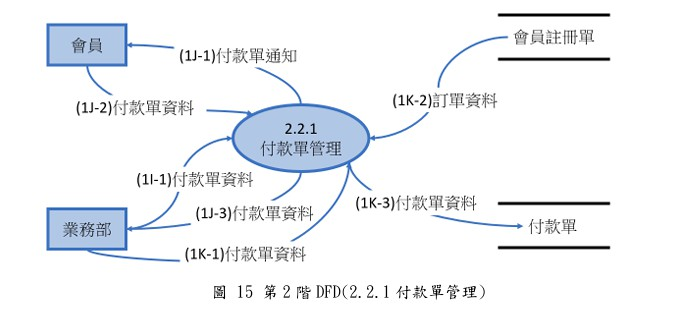 會員
(1J-1)付款單通知
會員註冊單
(1J-2)付款單資料
(1K-2)訂單資料
2.2.1
付款單管理
(1I-1)付款單資料
(1J-3)付款單資料
(1K-3)付款單資料
業務部
付款單
(1K-1)付款單資料
圖 15 第2階DFD(2.2.1付款單管理)